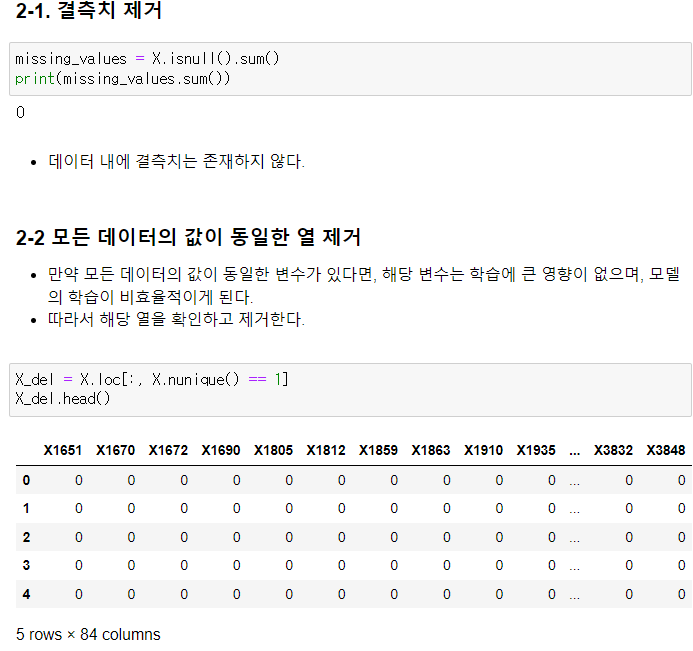 2-1. 결측치 제거
missing_values = X.isnull().sum()
print(missing_values.sum())
0
• 데이터 내에 결측치는 존재하지 않다.
2-2 모든 데이터의 값이 동일한 열 제거
• 만약 모든 데이터의 값이 동일한 변수가 있다면, 해당 변수는 학습에 큰 영향이 없으며, 모델
의 학습이 비효율적이게 된다.
• 따라서 해당 열을 확인하고 제거한다.
X_del = X.loc[:, X.nunique() == 1]
X_del.head()
X1651 X1670 X1672 X1690 X1805 X1812 X1859 X1863 X1910 X1935 ... X3832 X3848
0 0 0 0 0 0 0 0 0 0 0 ... 0 0
1 0 0 0 0 0 0 0 0 0 0 ... 0 0
2 0 0 0 0 0 0 0 0 0 0 ... 0 0
3 0 0 0 0 0 0 0 0 0 0 ... 0 0
4 0 0 0 0 0 0 0 0 0 0 ... 0 0
5 rows × 84 columns